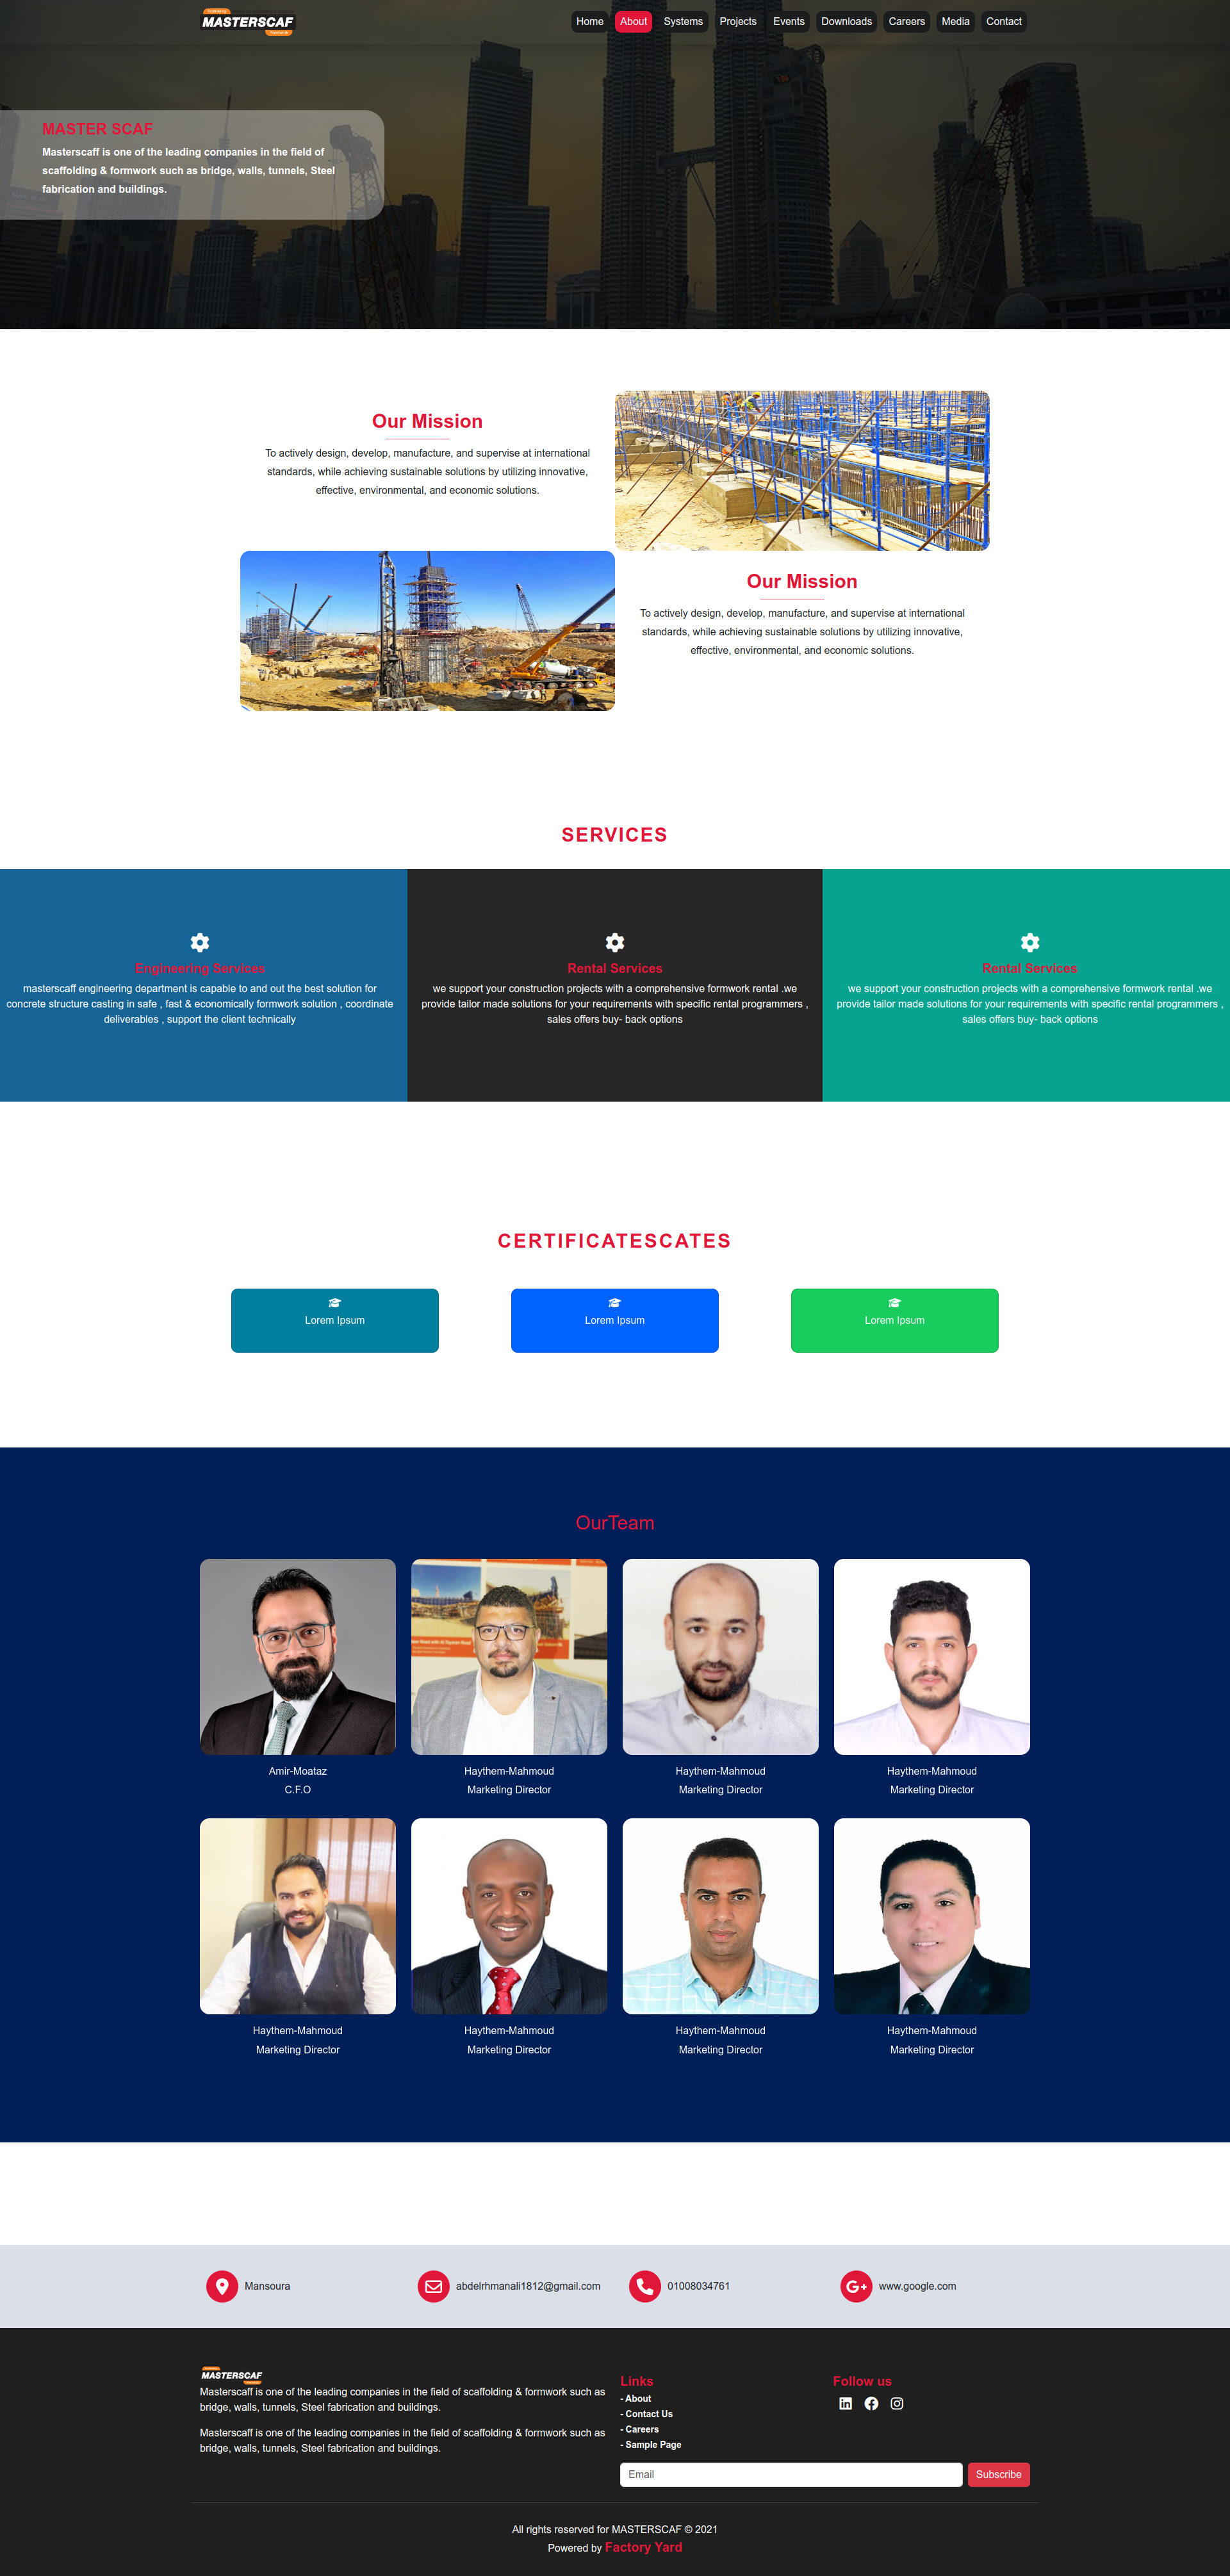 MASTERSCAF
Home
About
Systems
Projects
Events
Downloads
Careers
Media
Contact
MASTER SCAF
Masterscaff is one of the leading companies in the field of
scaffolding & formwork such as bridge, walls, tunnels, Steel
fabrication and buildings.
Our Mission
To actively design, develop, manufacture, and supervise at international
standards, while achieving sustainable solutions by utilizing innovative,
effective, environmental, and economic solutions.
Our Mission
To actively design, develop, manufacture, and supervise at international
standards, while achieving sustainable solutions by utilizing innovative,
effective, environmental, and economic solutions.
SERVICES
Engineering Services
masterscaff engineering department is capable to and out the best solution for
concrete structure casting in safe , fast & economically formwork solution , coordinate
deliverables , support the client technically
Rental Services
we support your construction projects with a comprehensive formwork rental .we
provide tailor made solutions for your requirements with specific rental programmers ,
sales offers buy- back options
Rental Services
we support your construction projects with a comprehensive formwork rental .we
provide tailor made solutions for your requirements with specific rental programmers ,
sales offers buy- back options
CERTIFICATESCATES
Lorem Ipsum
Lorem Ipsum
Lorem Ipsum
OurTeam
Amir-Moataz
C.F.O
Haythem-Mahmoud
Marketing Director
Haythem-Mahmoud
Marketing Director
Haythem-Mahmoud
Marketing Director
Haythem-Mahmoud
Marketing Director
Haythem-Mahmoud
Marketing Director
Haythem-Mahmoud
Marketing Director
Haythem-Mahmoud
Marketing Director
Mansoura
abdelrhmanali1812@gmail.com
01008034761
www.google.com
MASTERSCAF
Masterscaff is one of the leading companies in the field of scaffolding & formwork such as
bridge, walls, tunnels, Steel fabrication and buildings.
Masterscaff is one of the leading companies in the field of scaffolding & formwork such as
bridge, walls, tunnels, Steel fabrication and buildings.
Links
- About
- Contact Us
- Careers
- Sample Page
Follow us
Email
Subscribe
All rights reserved for MASTERSCAF © 2021
Powered by Factory Yard